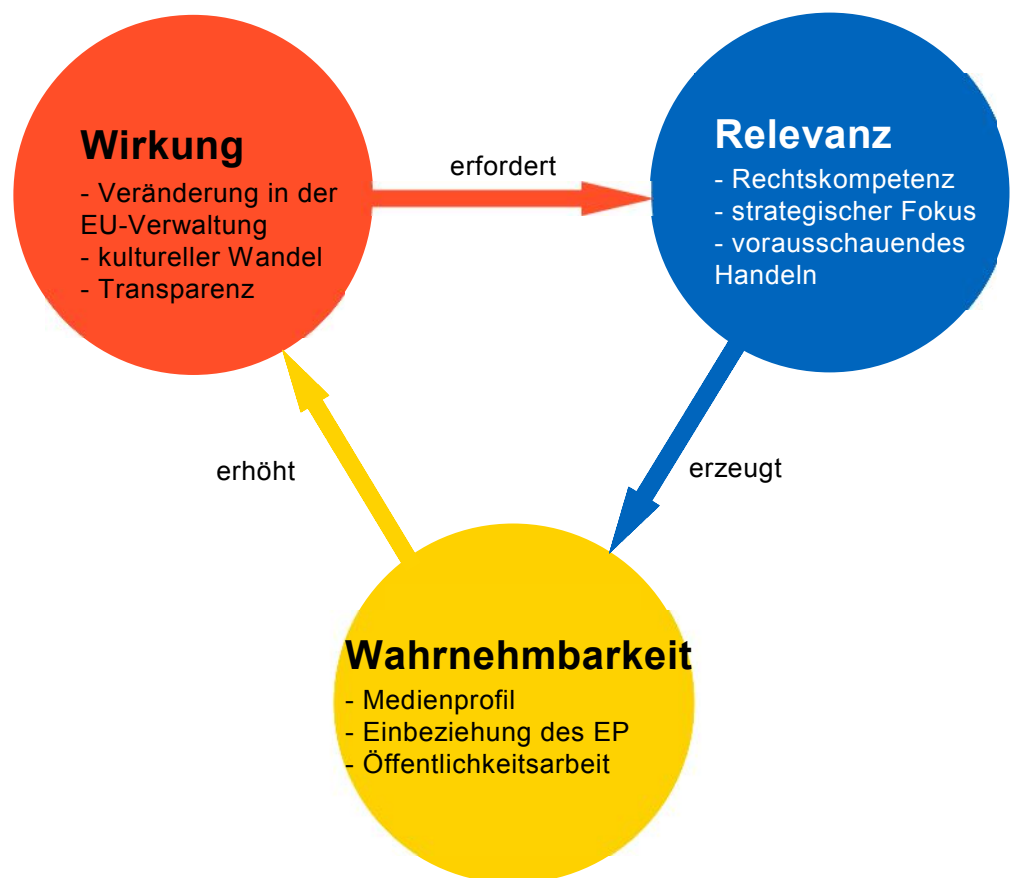 Wirkung
- Veränderung in der
EU-Verwaltung
- kultureller Wandel
- Transparenz
erfordert
Relevanz
- Rechtskompetenz
- strategischer Fokus
- vorausschauendes
Handeln
erhöht
erzeugt
Wahrnehmbarkeit
- Medienprofil
- Einbeziehung des EP
- Öffentlichkeitsarbeit